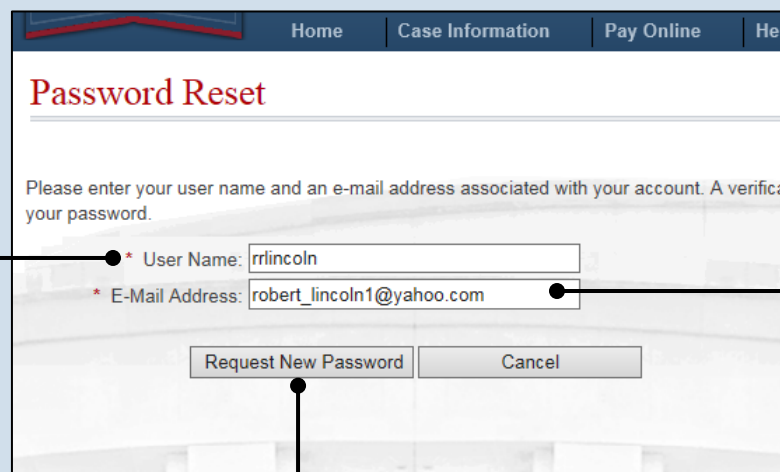 Home Case Information Pay Online He
Password Reset
Please enter your user name and an e-mail address associated with your account. A verifica
your password.
* User Name: rrlincoln
* E-Mail Address: robert_lincoln1@yahoo.com
Request New Password Cancel